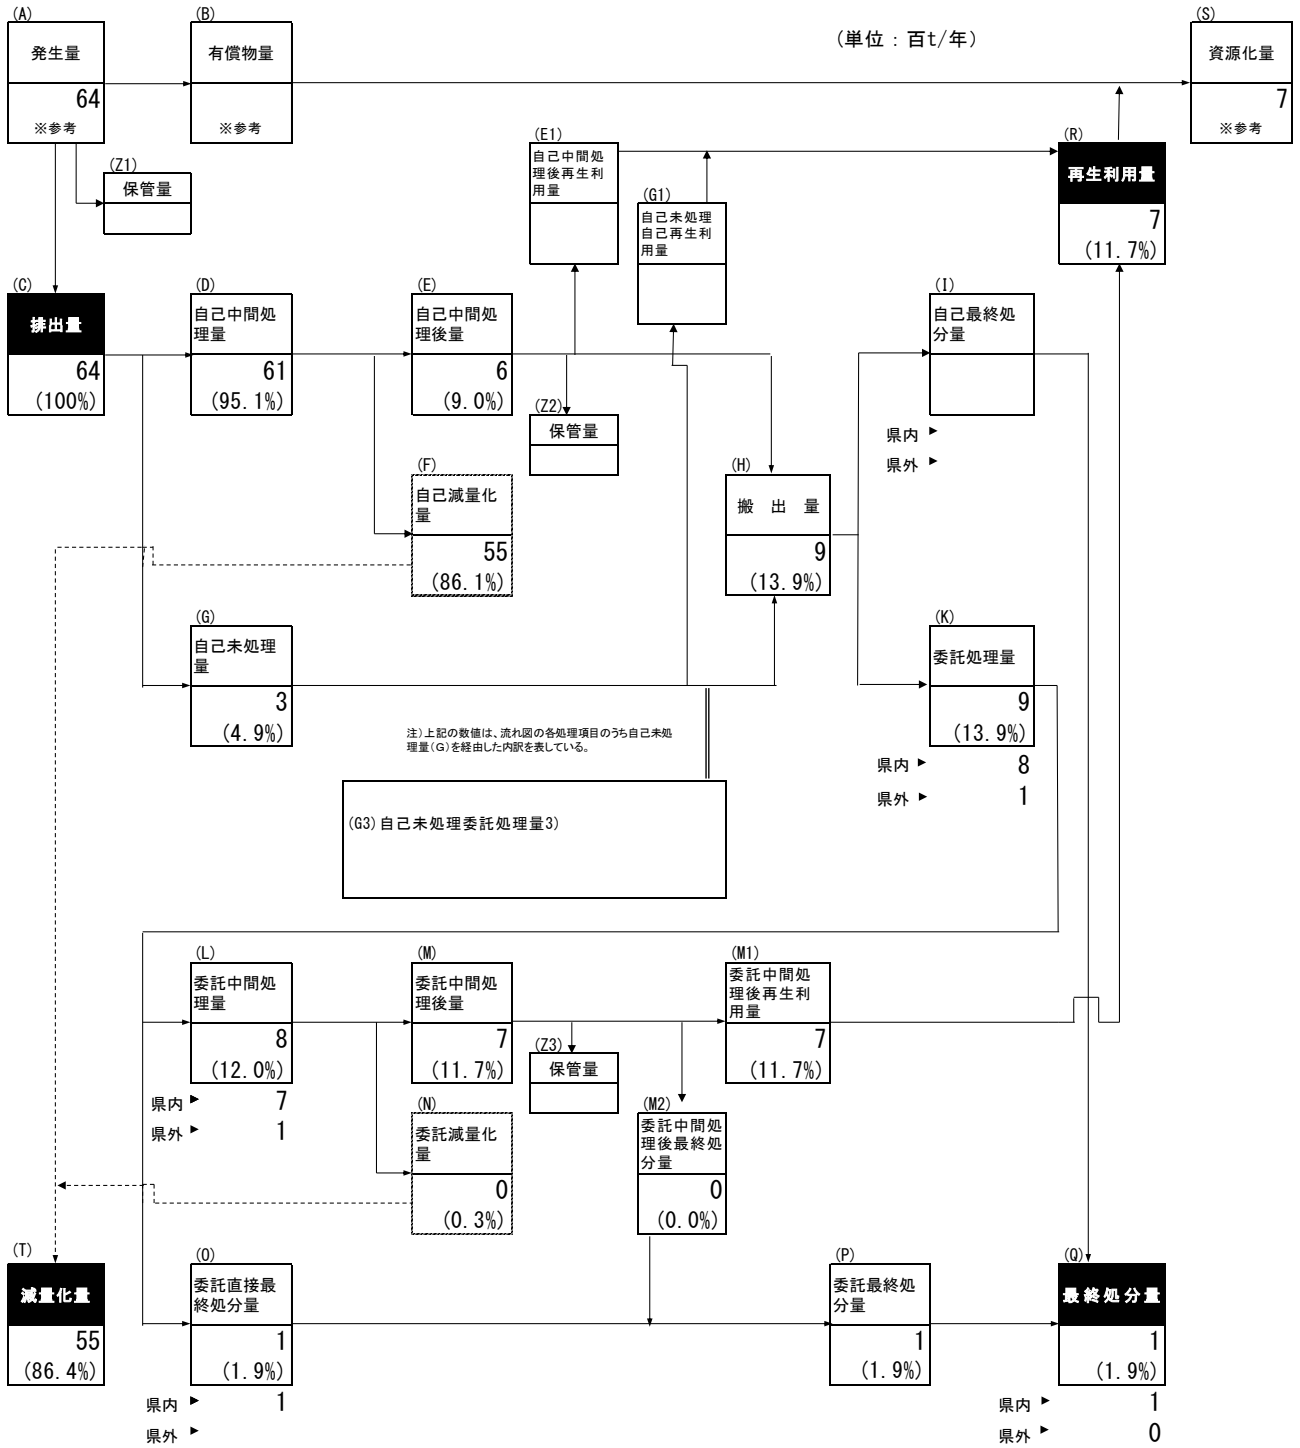 (A)
発生量
64
※参考
(B)
有償物量
※参考
(単位：百t/年)
(S)
資源化量
7
※参考
(Z1)
保管量
(E1)
自己中間処
理後再生利
用量
(G1)
自己未処理
自己再生利
用量
(R)
再生利用量
7
(11.7%)
(C)
排出量
64
(100%)
(D)
自己中間処
理量
61
(95.1%)
(E)
自己中間処
理後量
6
(9.0%)
(Z2)
保管量
(I)
自己最終処
分量
県内
県外
(F)
自己減量化
量
55
(86.1%)
(H)
搬 出 量
9
(13.9%)
(G)
自己未処理
量
3
(4.9%)
(K)
委託処理量
9
(13.9%)
県内 8
県外 1
注)上記の数値は、流れ図の各処理項目のうち自己未処
理量(G)を経由した内訳を表している。
(G3)自己未処理委託処理量3)
(L)
委託中間処
理量
8
(12.0%)
県内 7
県外 1
(M)
委託中間処
理後量
7
(11.7%)
(Z3)
保管量
(M1)
委託中間処
理後再生利
用量
7
(11.7%)
(N)
委託減量化
量
0
(0.3%)
(M2)
委託中間処
理後最終処
分量
0
(0.0%)
(T)
減量化量
55
(86.4%)
(O)
委託直接最
終処分量
1
(1.9%)
県内 1
県外
(P)
委託最終処
分量
1
(1.9%)
(Q)
最終処分量
1
(1.9%)
県内 1
県外 0